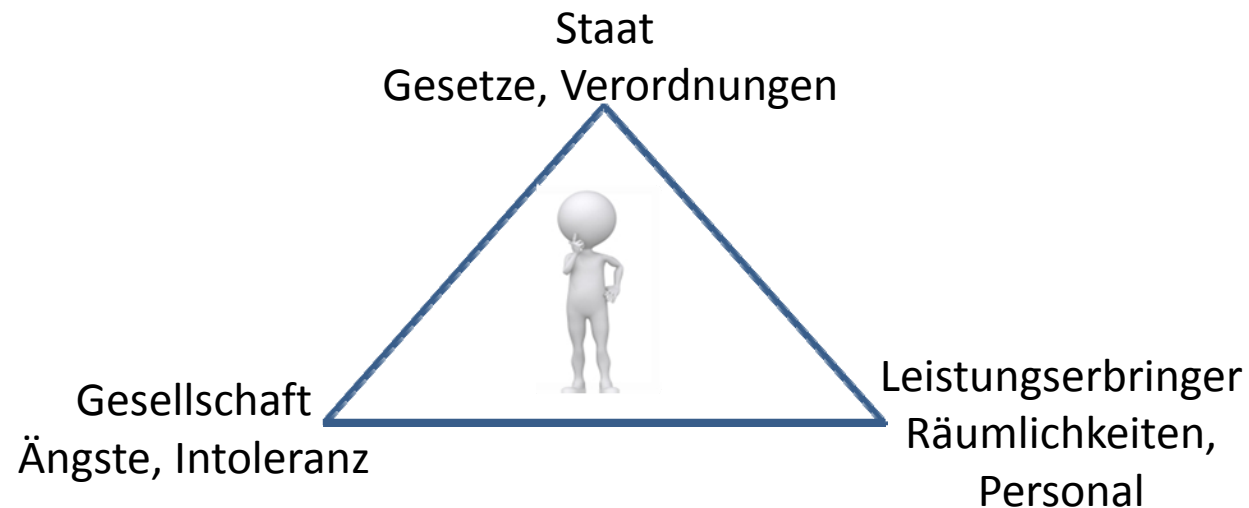 Staat
Gesetze, Verordnungen
Gesellschaft
Ängste, Intoleranz
Leistungserbringer
Räumlichkeiten,
Personal